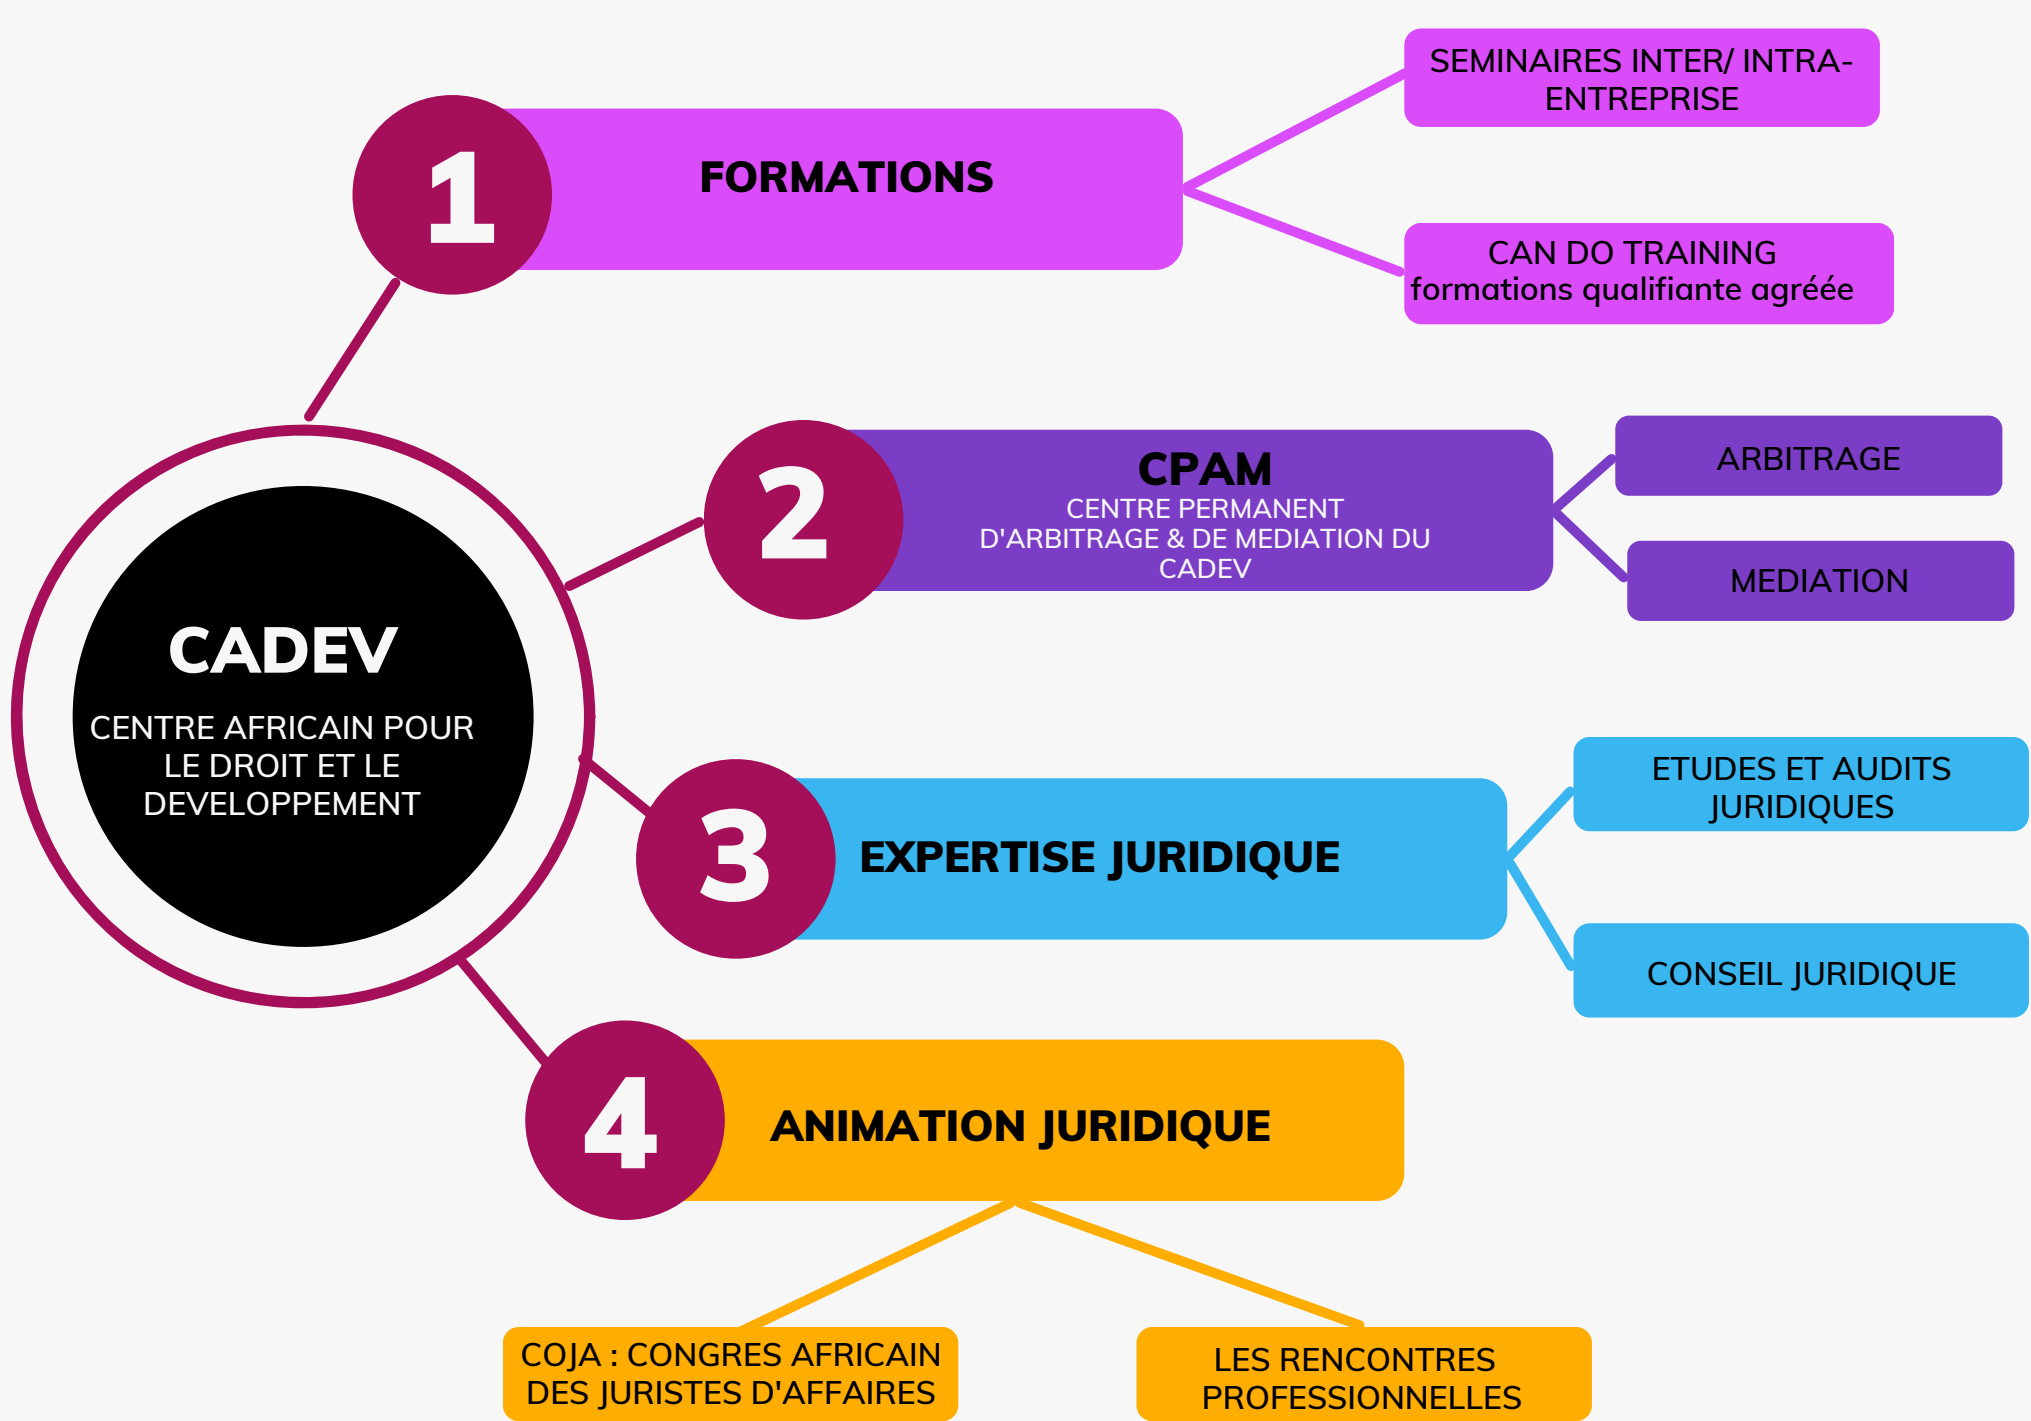 CADEV
CENTRE AFRICAIN POUR
LE DROIT ET LE
DEVELOPPEMENT
1
FORMATIONS
SEMINAIRES INTER/ INTRA-
ENTREPRISE
CAN DO TRAINING
formations qualifiante agréée
2
CPAM
CENTRE PERMANENT
D'ARBITRAGE & DE MEDIATION DU
CADEV
ARBITRAGE
MEDIATION
3
EXPERTISE JURIDIQUE
ETUDES ET AUDITS
JURIDIQUES
CONSEIL JURIDIQUE
4
ANIMATION JURIDIQUE
COJA : CONGRES AFRICAIN
DES JURISTES D'AFFAIRES
LES RENCONTRES
PROFESSIONNELLES